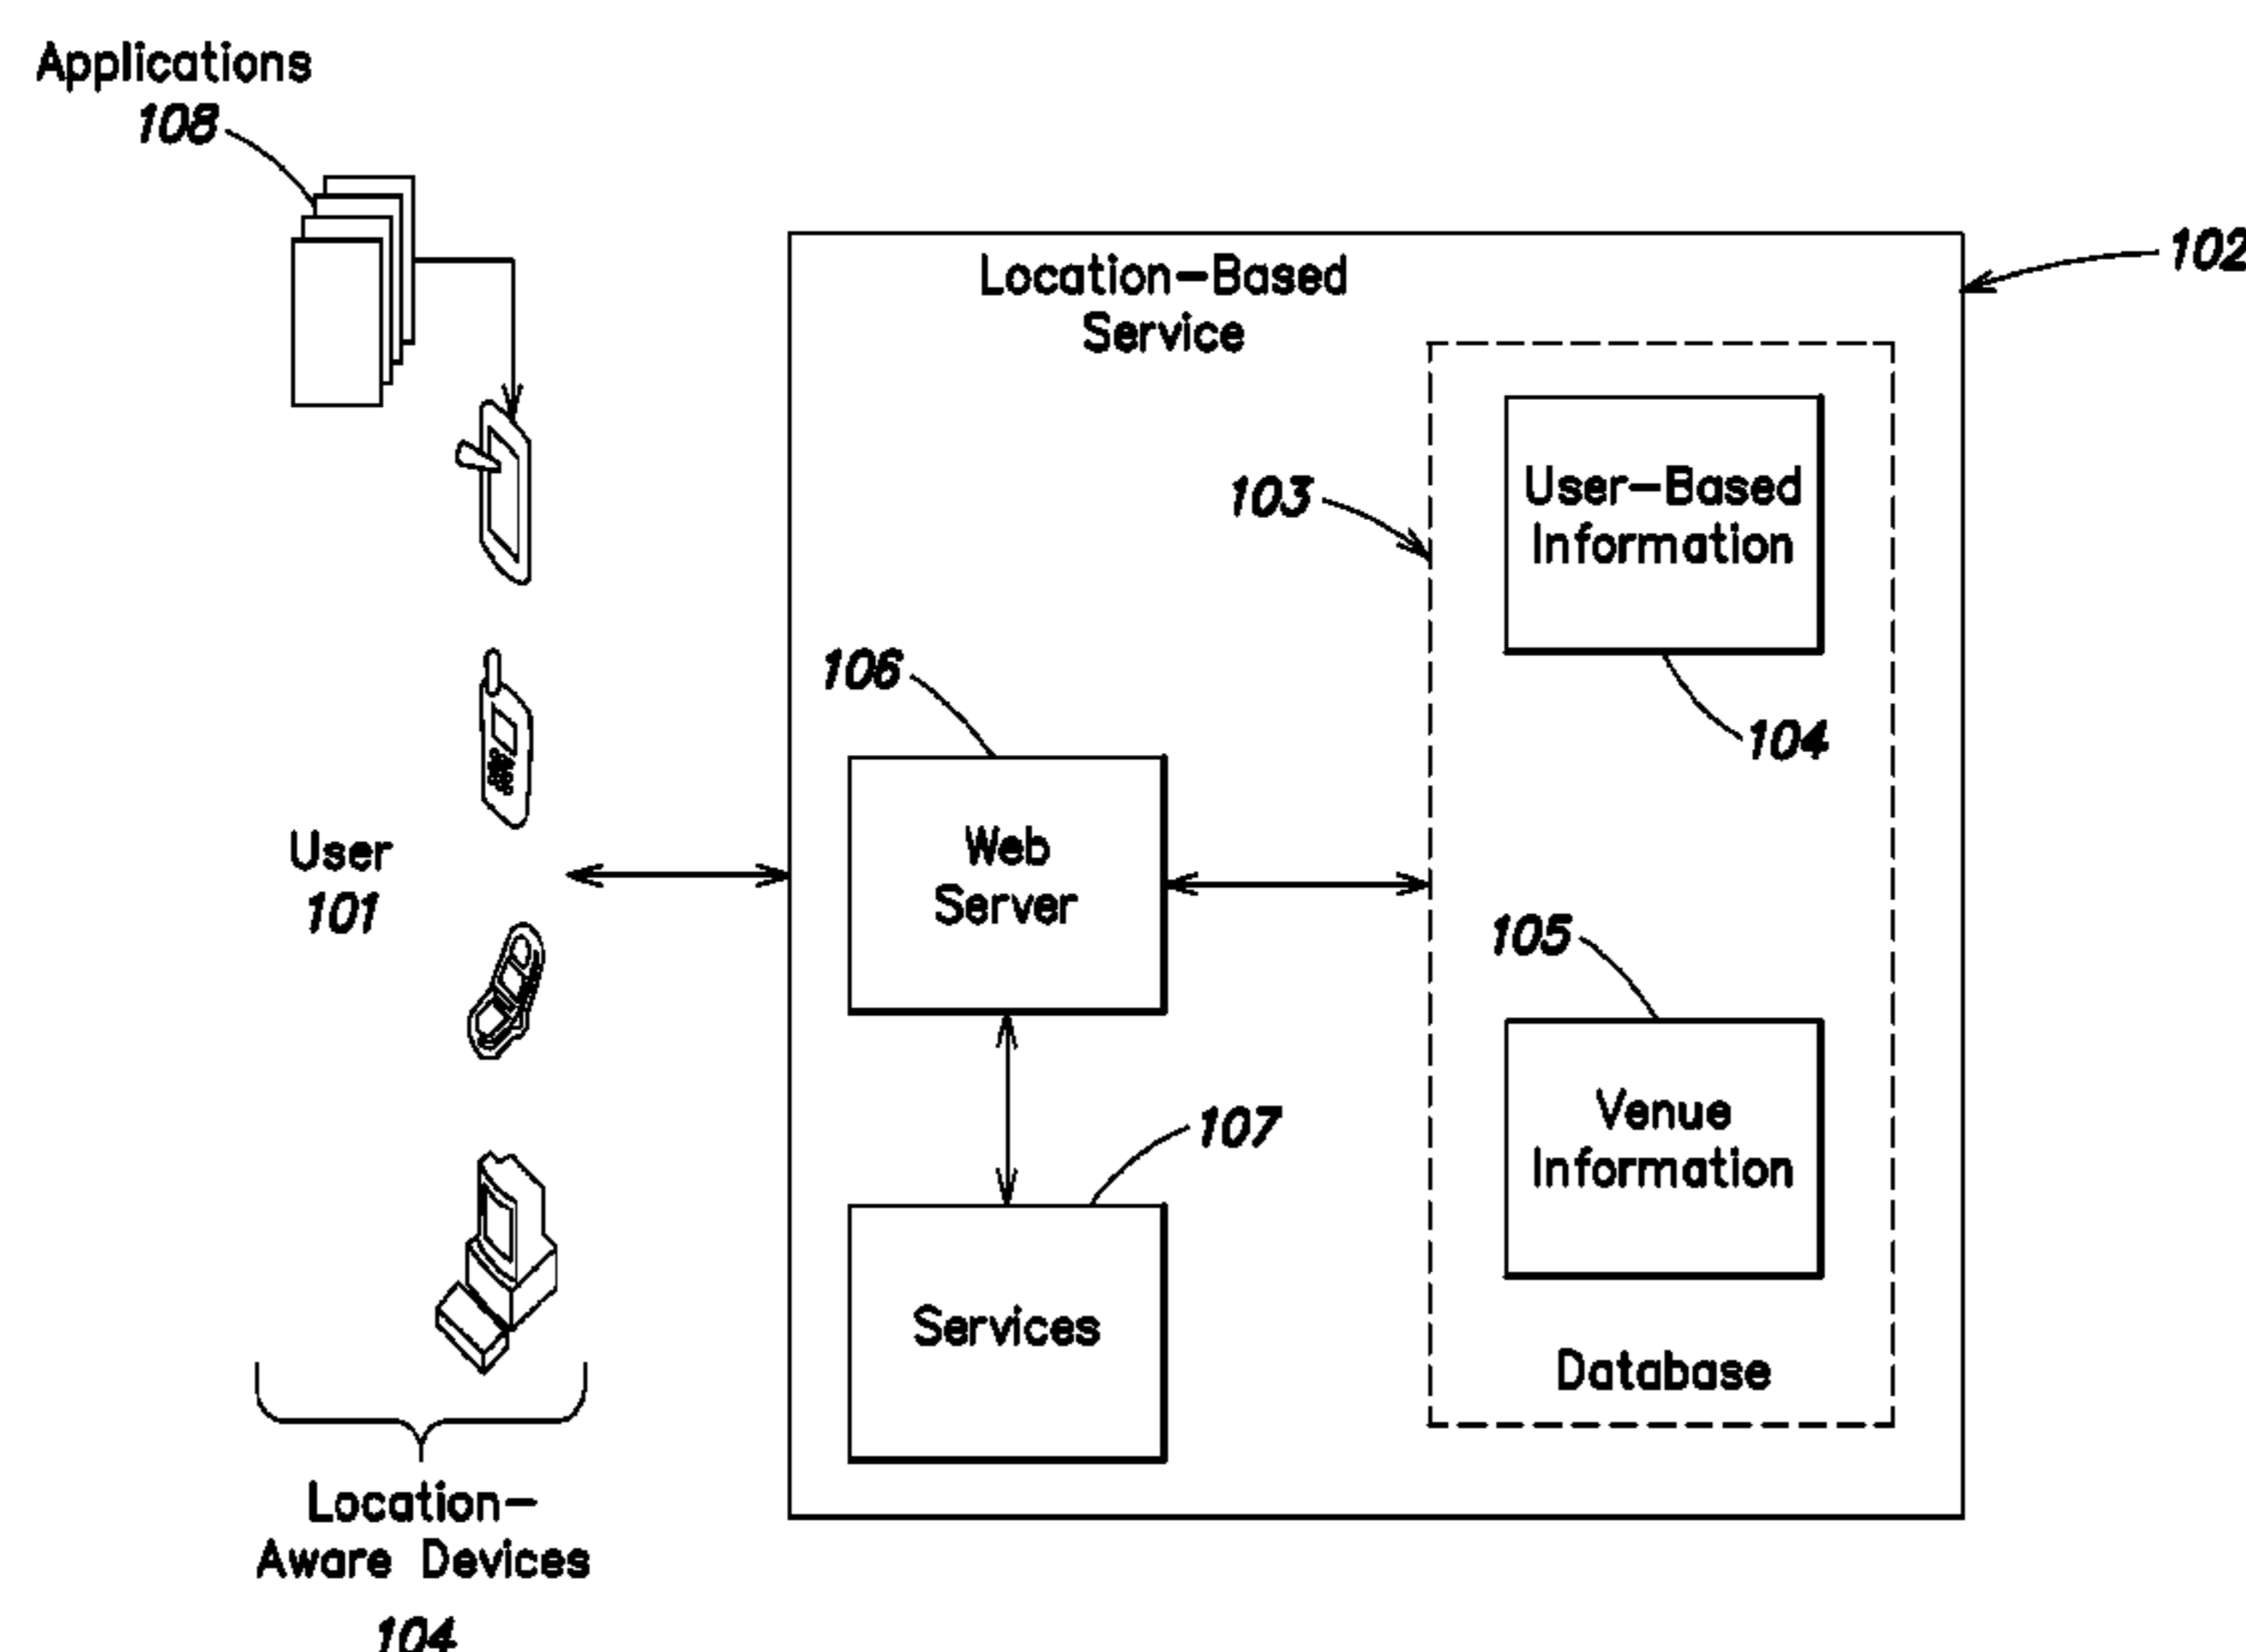 Applications
108
102
Location-Based
Service
103
User-Based
Information
104
106
Web
Server
User
101
105
Venue
Information
107
Services
Database
Location-
Aware Devices
104